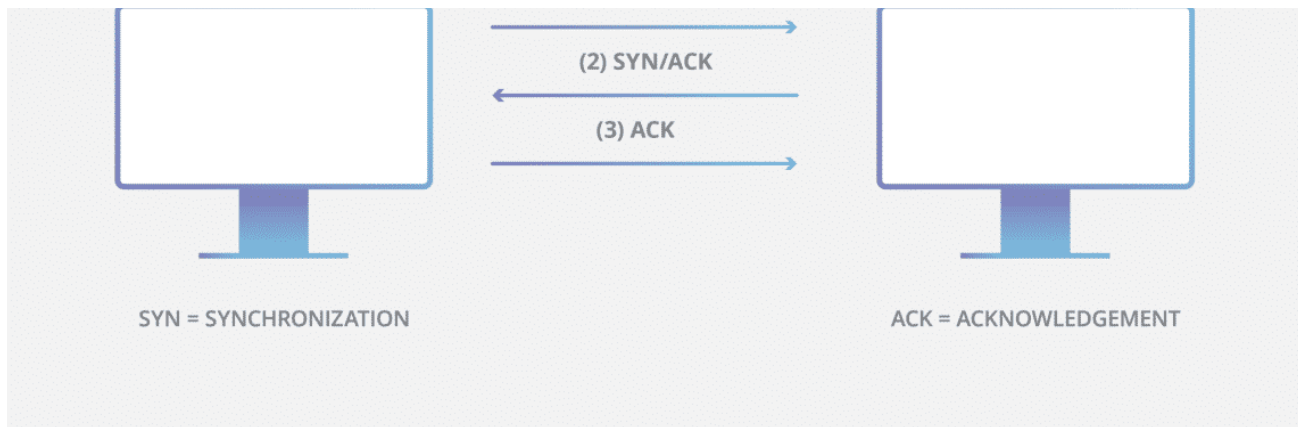 (2) SYN/ACK
(3) ACK
SYN = SYNCHRONIZATION
ACK = ACKNOWLEDGEMENT